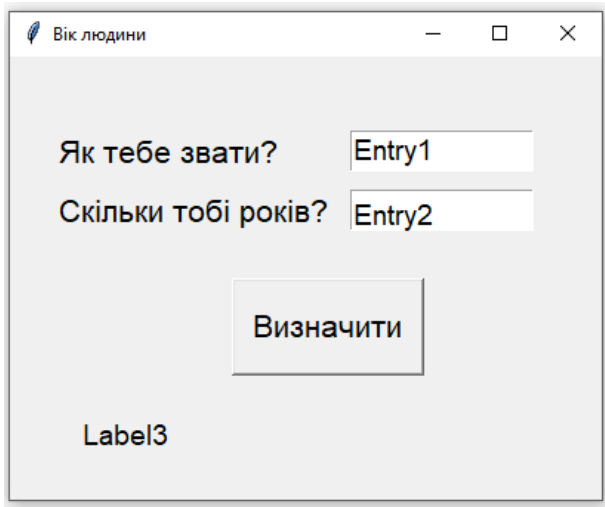 Вік людини
Як тебе звати? Entry1
Скільки тобі років? Entry2
Визначити
Label3